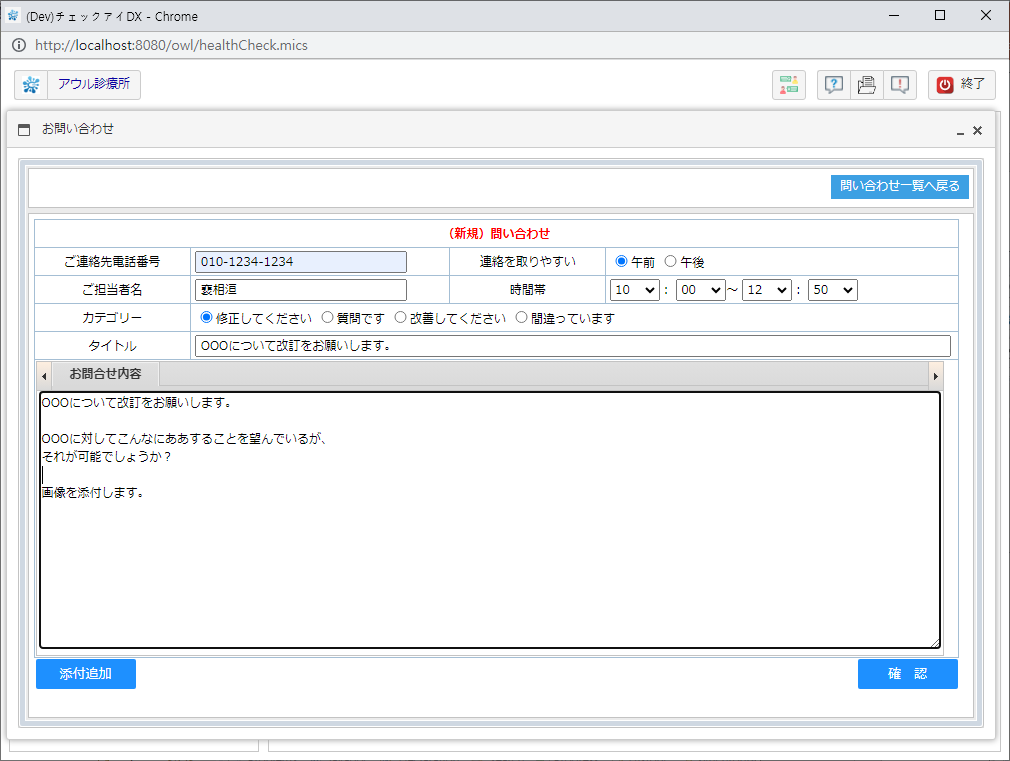 (Dev)チェックアイDX - Chrome
http://localhost:8080/owl/healthCheck.mics
アウル診療所
終了
お問い合わせ
問い合わせ一覧へ戻る
（新規）問い合わせ
ご連絡先電話番号 010-1234-1234 連絡を取りやすい 午前 午後
ご担当者名 裵相洹 時間帯 10 : 00 ～ 12 : 50
カテゴリー 修正してください 質問です 改善してください 間違っています
タイトル OOOについて改訂をお願いします。
お問合せ内容
OOOについて改訂をお願いします。
OOOに対してこんなにああすることを望んでいるが、
それが可能でしょうか？
画像を添付します。
添付追加
確　認